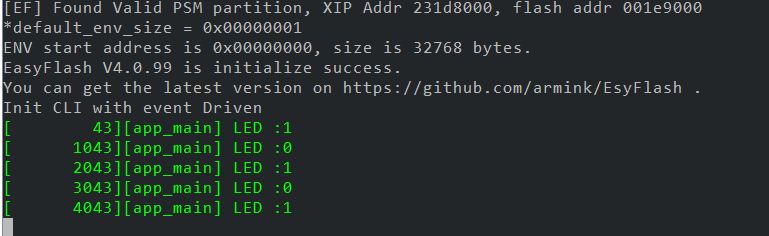 [EF] Found Valid PSM partition, XIP Addr 231d8000, flash addr 001e9000
*default_env_size = 0x00000001
ENV start address is 0x00000000, size is 32768 bytes.
EasyFlash V4.0.99 is initialize success.
You can get the latest version on https://github.com/armink/EsyFlash .
Init CLI with event Driven
[        43][app_main] LED :1
[      1043][app_main] LED :0
[      2043][app_main] LED :1
[      3043][app_main] LED :0
[      4043][app_main] LED :1